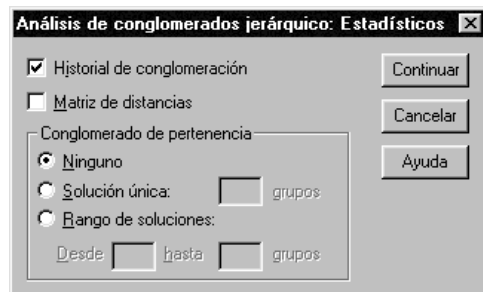 Análisis de conglomerados jerárquico: Estadísticos
Historial de conglomeración
Matriz de distancias
Conglomerado de pertenencia
Ninguno
Solución única: grupos
Rango de soluciones:
Desde hasta grupos
Continuar
Cancelar
Ayuda